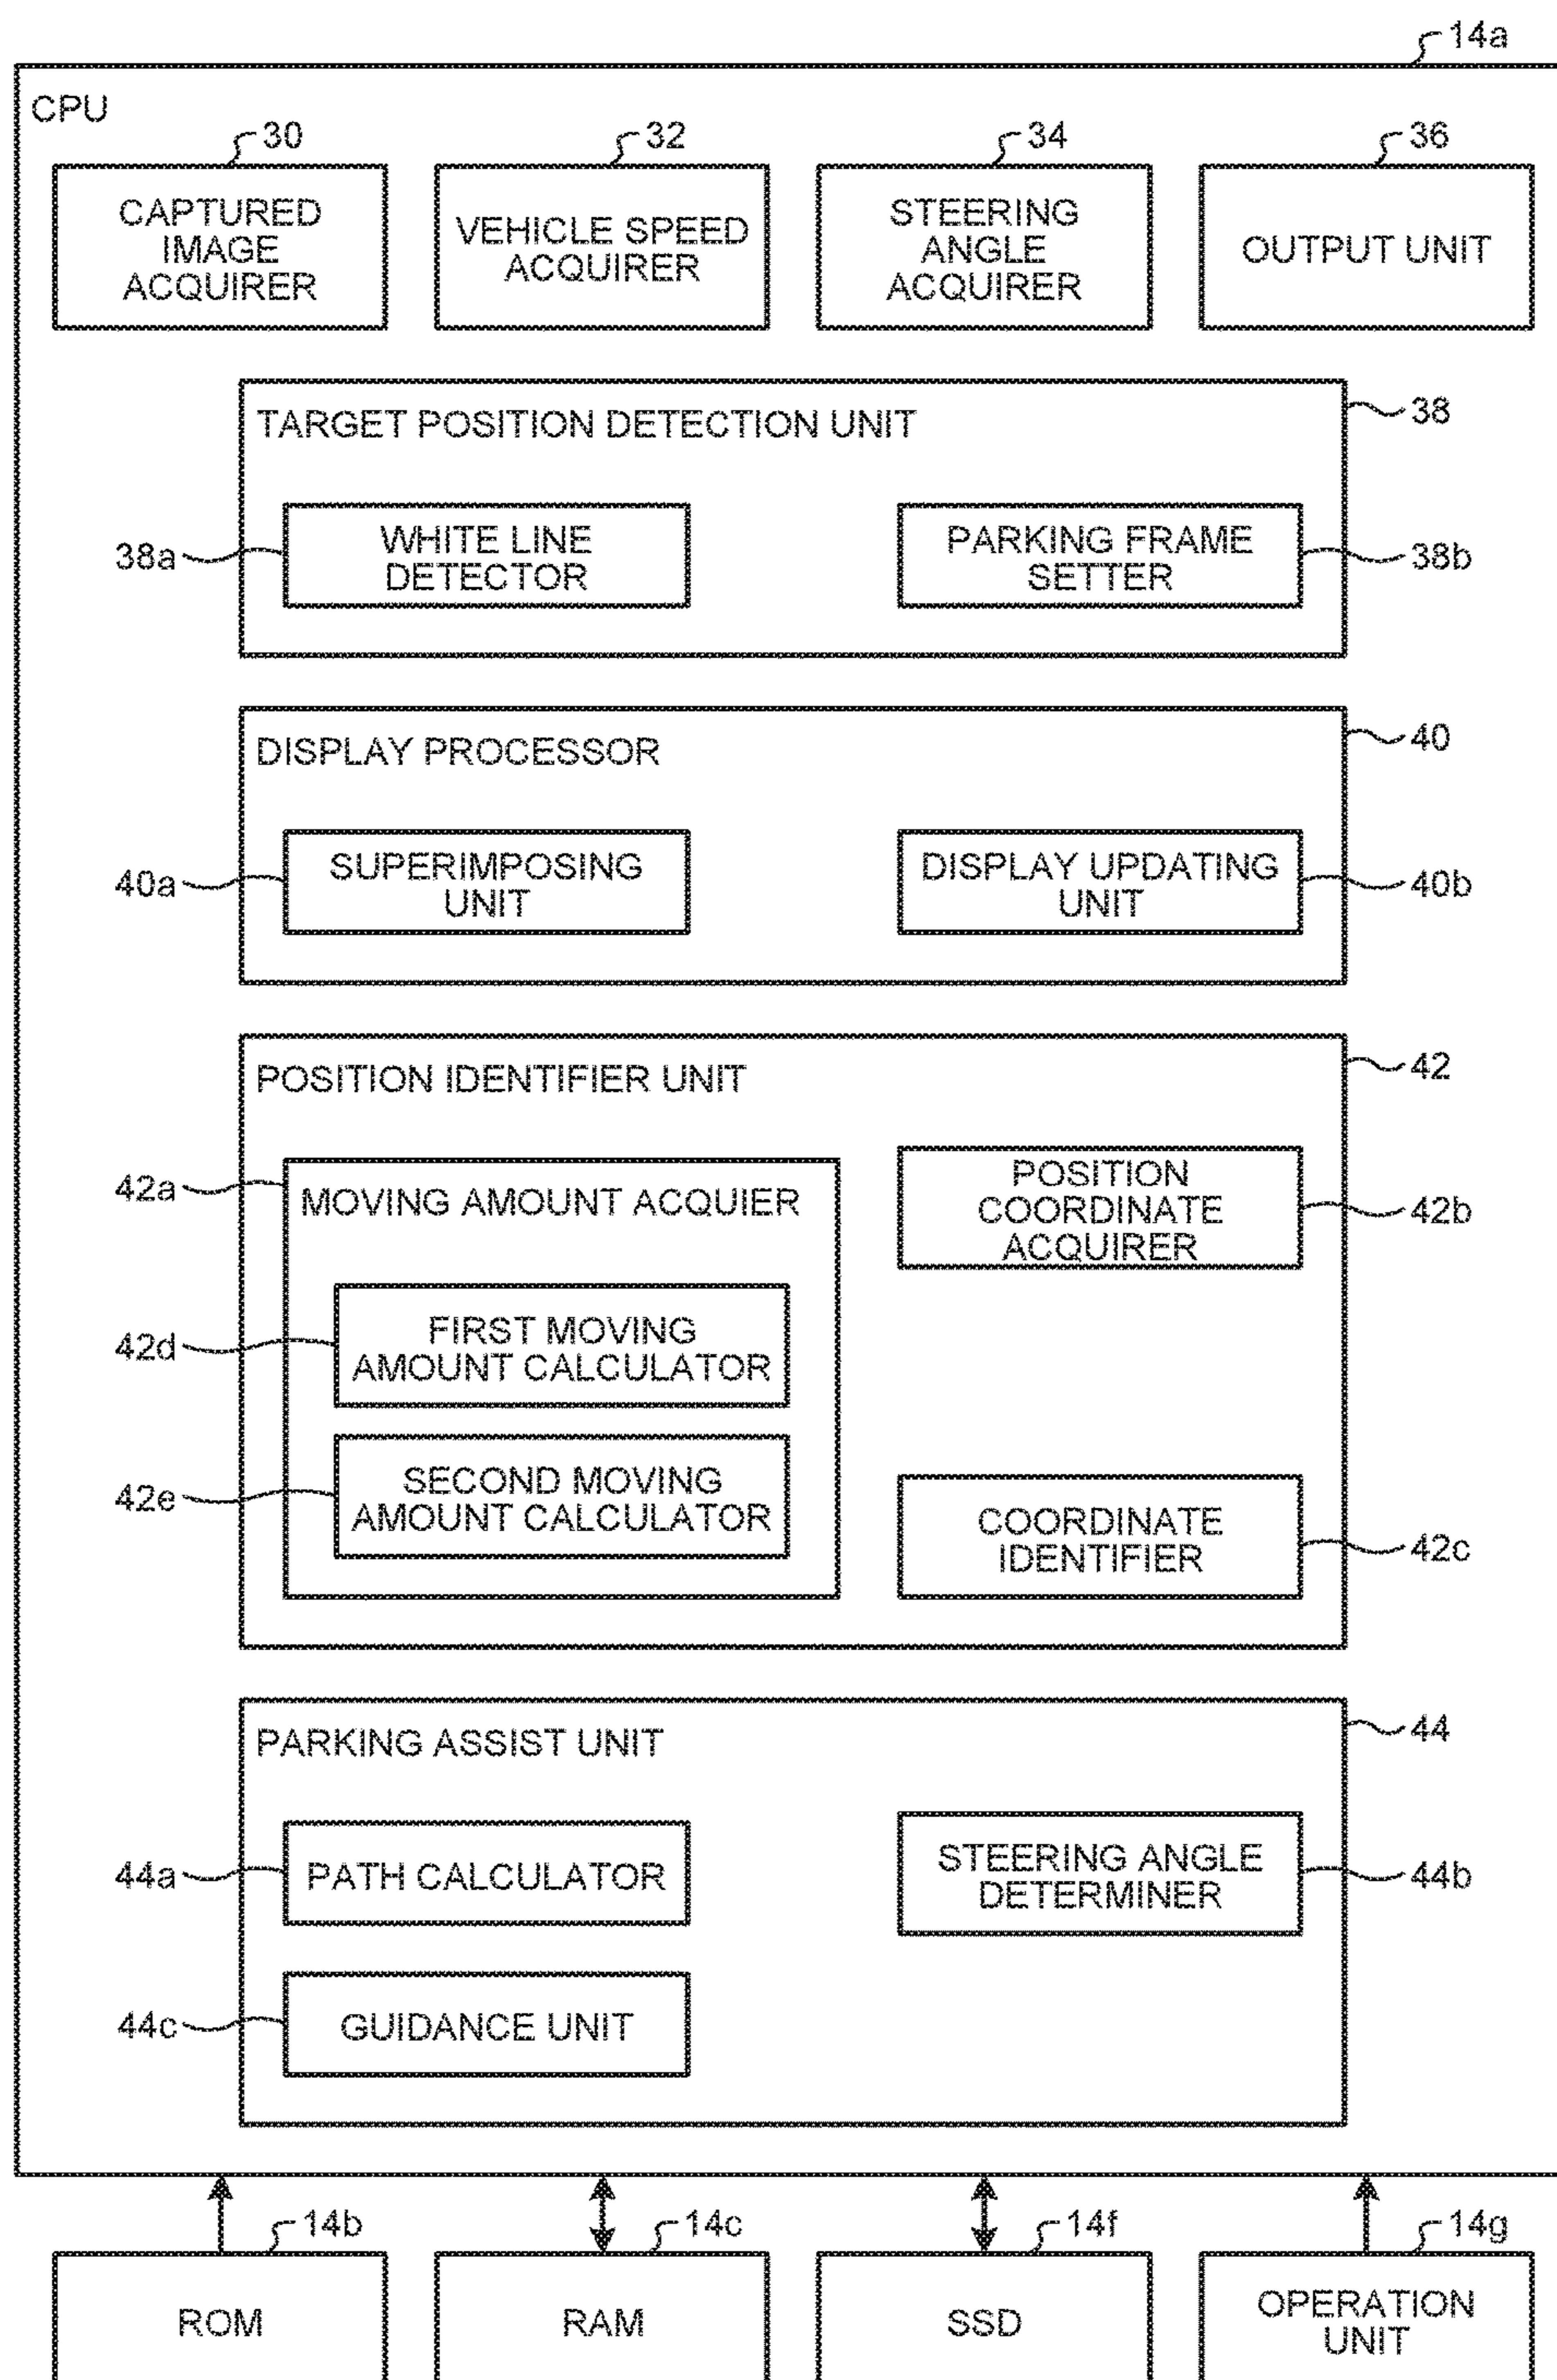 14a
CPU
30
32
34
36
CAPTURED
IMAGE
ACQUIRER
VEHICLE SPEED
ACQUIRER
STEERING
ANGLE
ACQUIRER
OUTPUT UNIT
TARGET POSITION DETECTION UNIT
38
38a
WHITE LINE
DETECTOR
PARKING FRAME
SETTER
38b
DISPLAY PROCESSOR
40
40a
SUPERIMPOSING
UNIT
DISPLAY UPDATING
UNIT
40b
POSITION IDENTIFIER UNIT
42
42a
MOVING AMOUNT ACQUIER
POSITION
COORDINATE
ACQUIRER
42b
42d
FIRST MOVING
AMOUNT CALCULATOR
42e
SECOND MOVING
AMOUNT CALCULATOR
COORDINATE
IDENTIFIER
42c
PARKING ASSIST UNIT
44
44a
PATH CALCULATOR
STEERING ANGLE
DETERMINER
44b
44c
GUIDANCE UNIT
14b
14c
14f
14g
ROM
RAM
SSD
OPERATION
UNIT